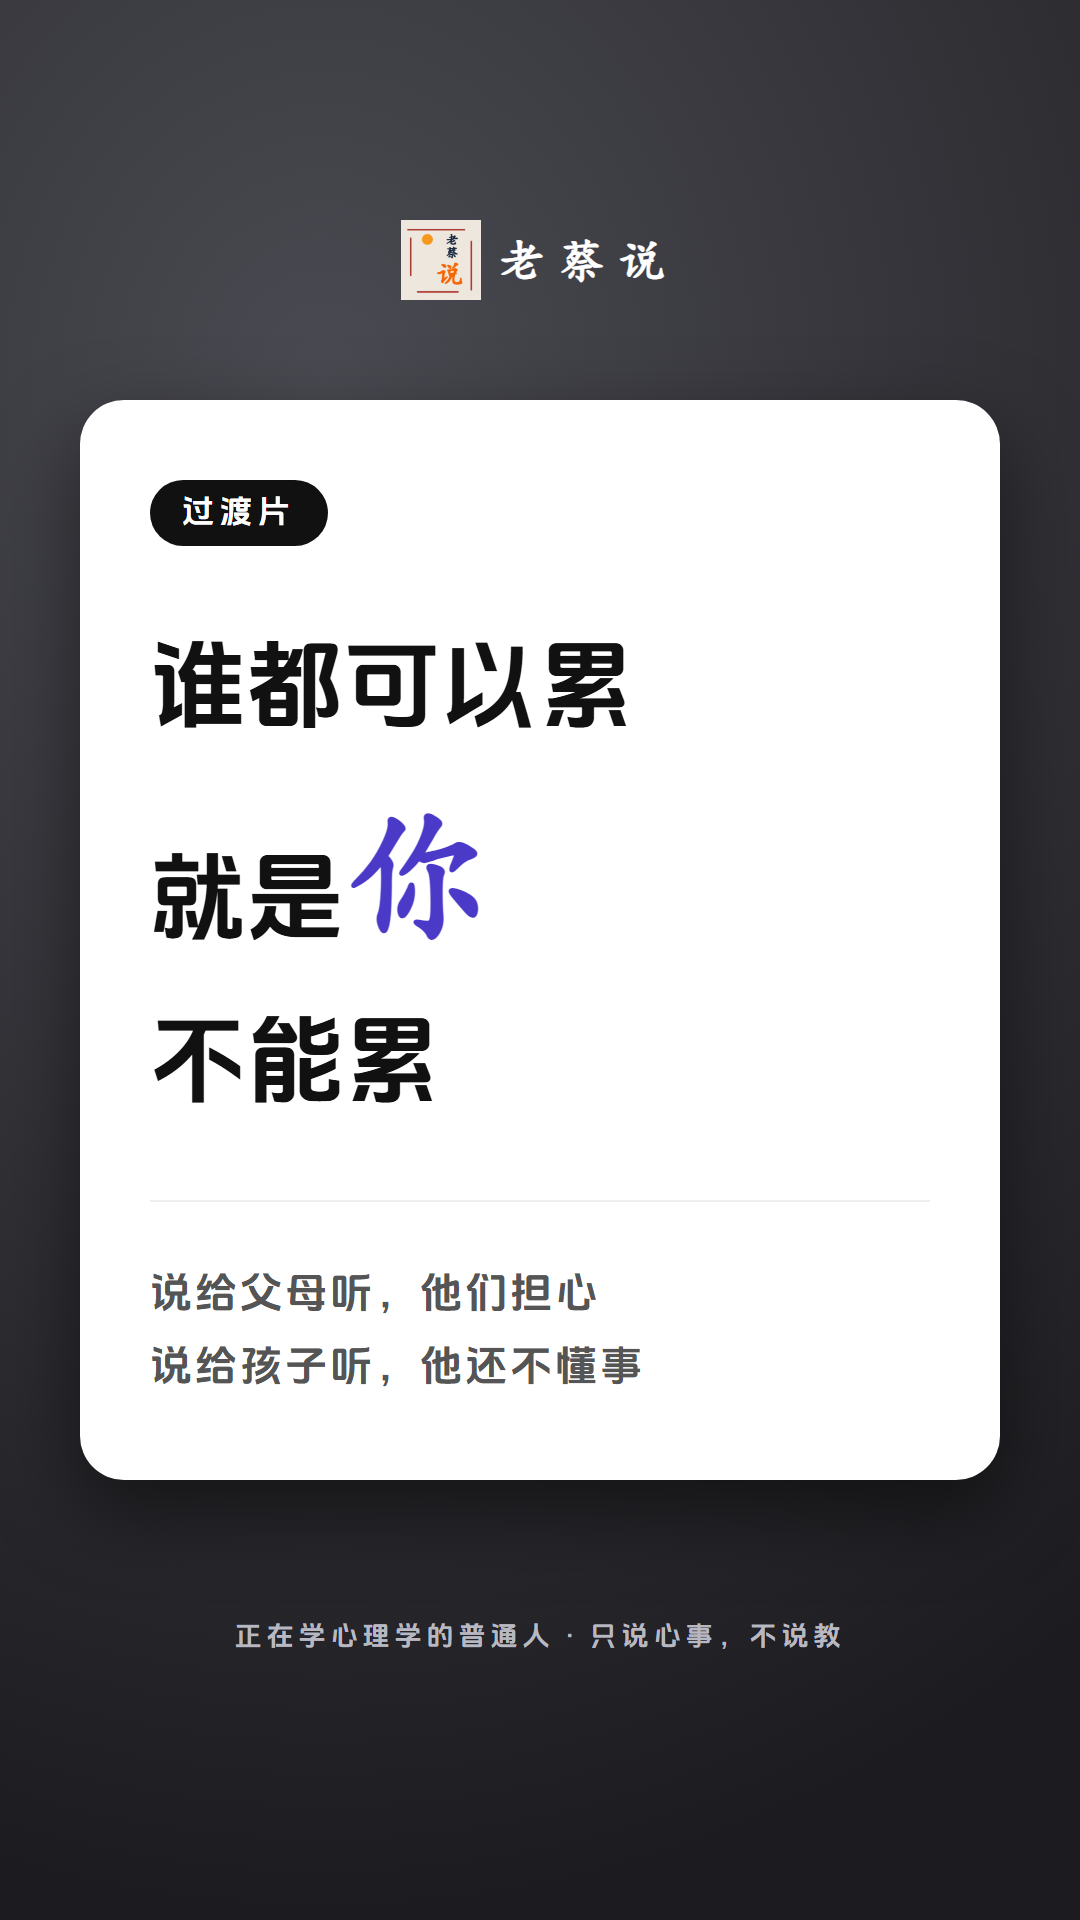 老蔡说
老蔡说
过渡片
谁都可以累
就是你
不能累
说给父母听，他们担心
说给孩子听，他还不懂事
正在学心理学的普通人 · 只说心事，不说教